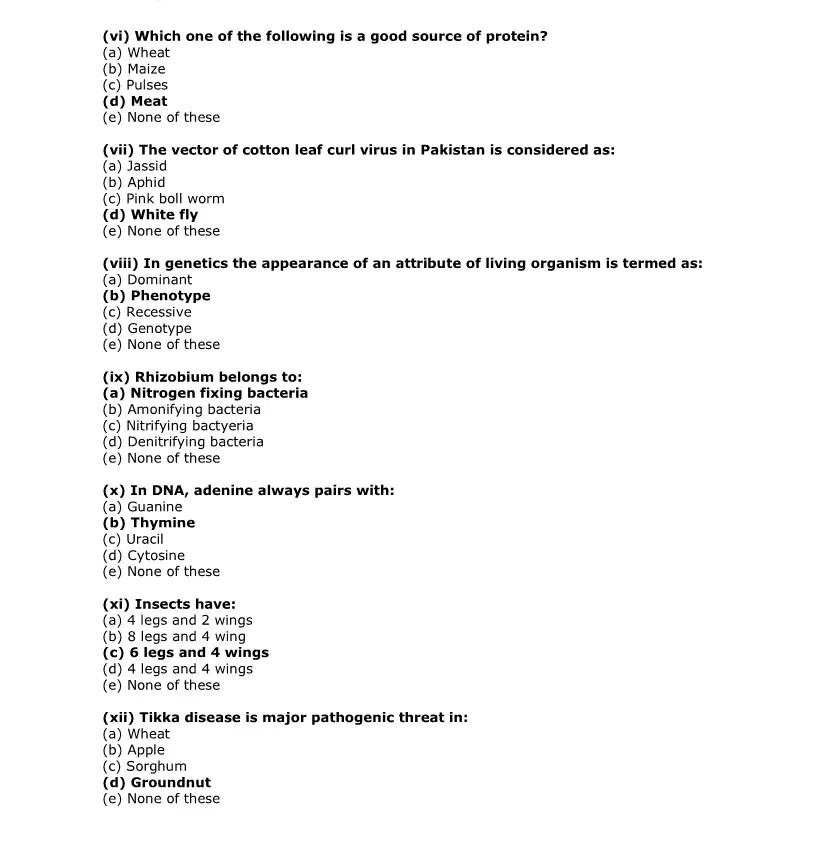 (vi) Which one of the following is a good source of protein?
(a) Wheat
(b) Maize
(c) Pulses
(d) Meat
(e) None of these
(vii) The vector of cotton leaf curl virus in Pakistan is considered as:
(a) Jassid
(b) Aphid
(c) Pink boll worm
(d) White fly
(e) None of these
(viii) In genetics the appearance of an attribute of living organism is termed as:
(a) Dominant
(b) Phenotype
(c) Recessive
(d) Genotype
(e) None of these
(ix) Rhizobium belongs to:
(a) Nitrogen fixing bacteria
(b) Amonifying bacteria
(c) Nitrifying bactyeria
(d) Denitrifying bacteria
(e) None of these
(x) In DNA, adenine always pairs with:
(a) Guanine
(b) Thymine
(c) Uracil
(d) Cytosine
(e) None of these
(xi) Insects have:
(a) 4 legs and 2 wings
(b) 8 legs and 4 wing
(c) 6 legs and 4 wings
(d) 4 legs and 4 wings
(e) None of these
(xii) Tikka disease is major pathogenic threat in:
(a) Wheat
(b) Apple
(c) Sorghum
(d) Groundnut
(e) None of these